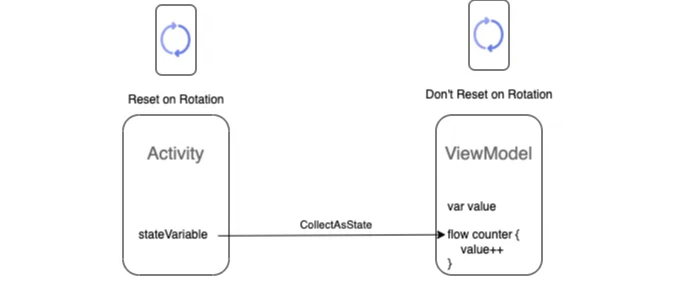 Reset on Rotation
Don't Reset on Rotation
Activity
ViewModel
var value
stateVariable
CollectAsState
flow counter {
value++
}